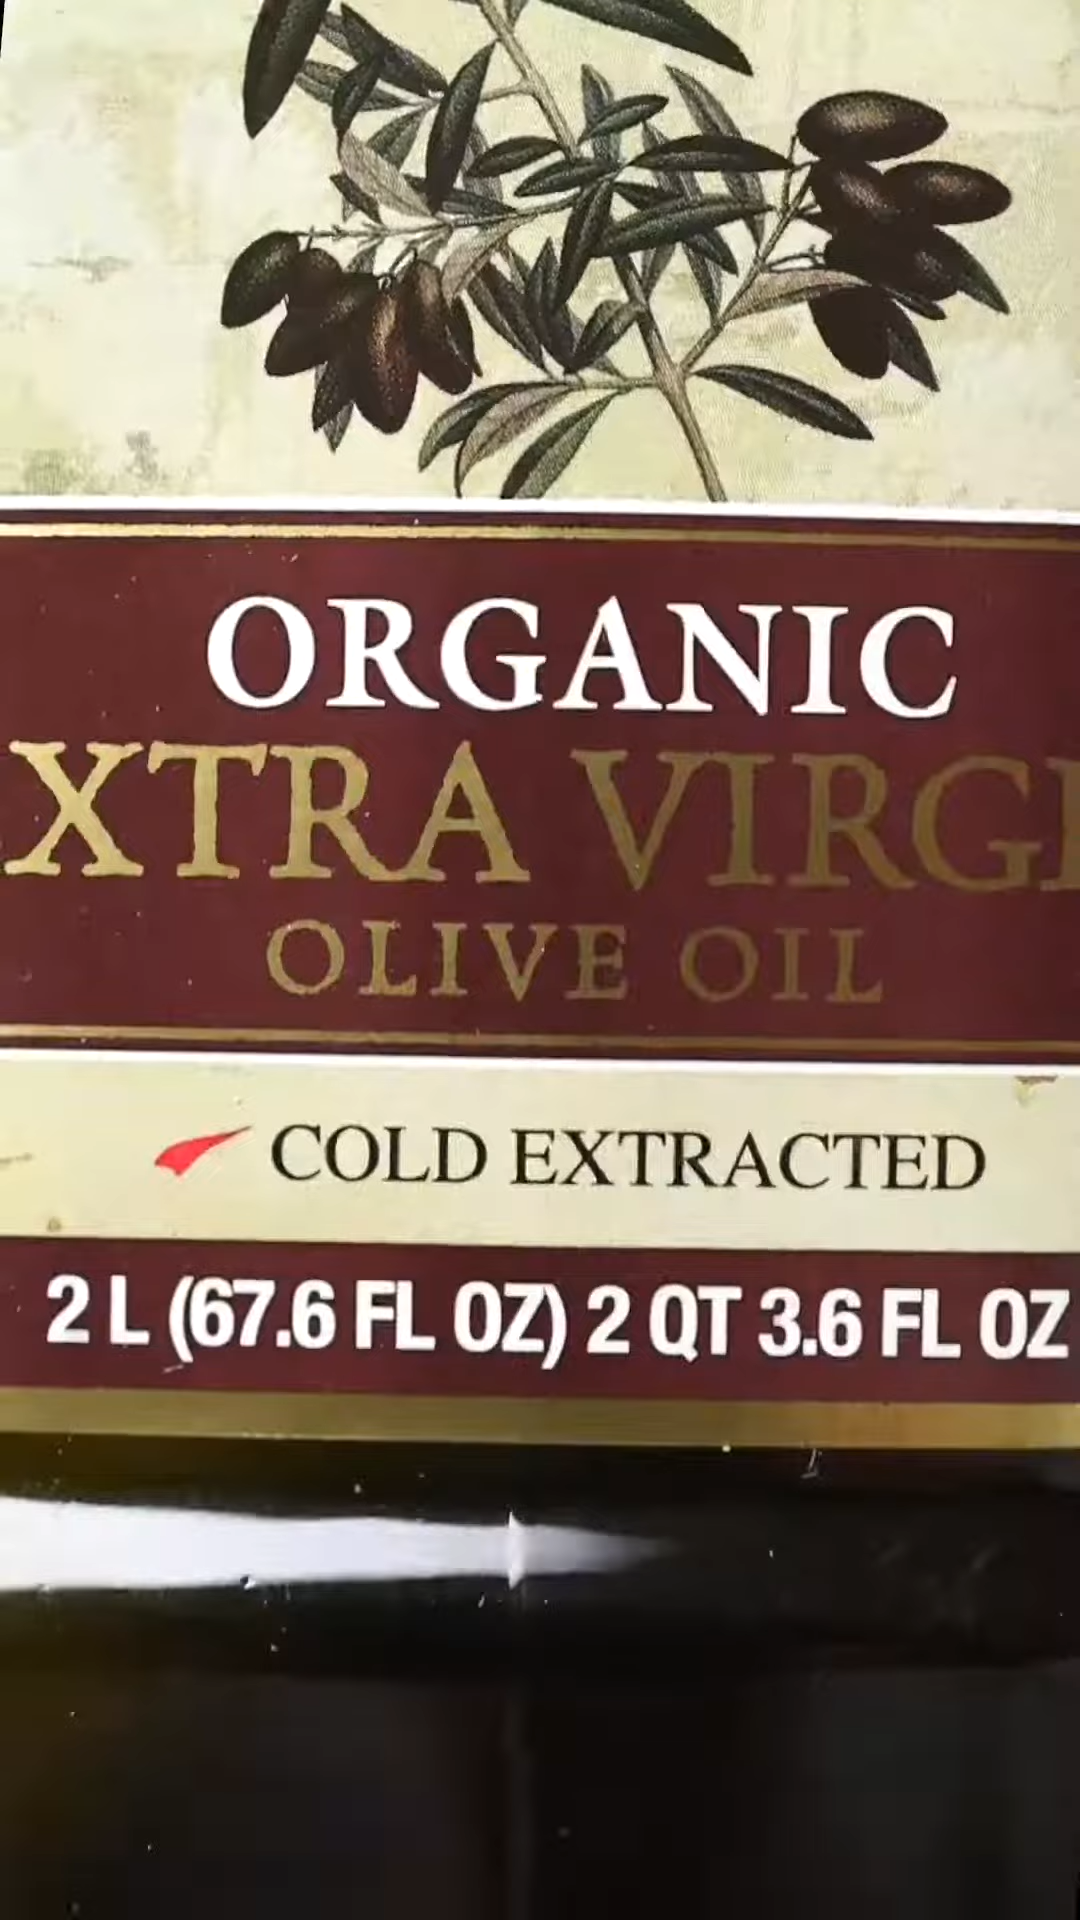 ORGANIC
XTRA VIRGI
OLIVE OIL
COLD EXTRACTED
2 L (67.6 FL OZ) 2 QT 3.6 FL OZ